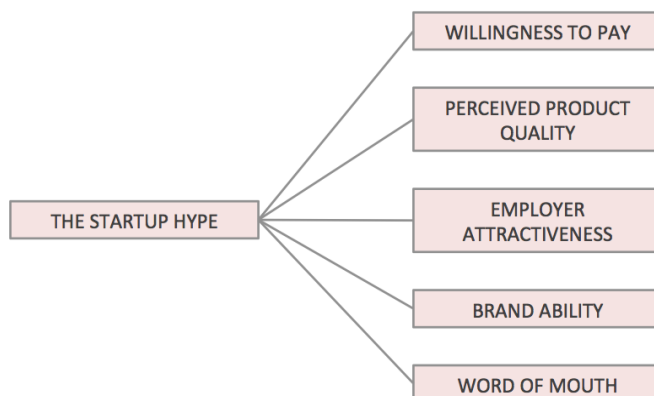 WILLINGNESS TO PAY
PERCEIVED PRODUCT
QUALITY
THE STARTUP HYPE
EMPLOYER
ATTRACTIVENESS
BRAND ABILITY
WORD OF MOUTH